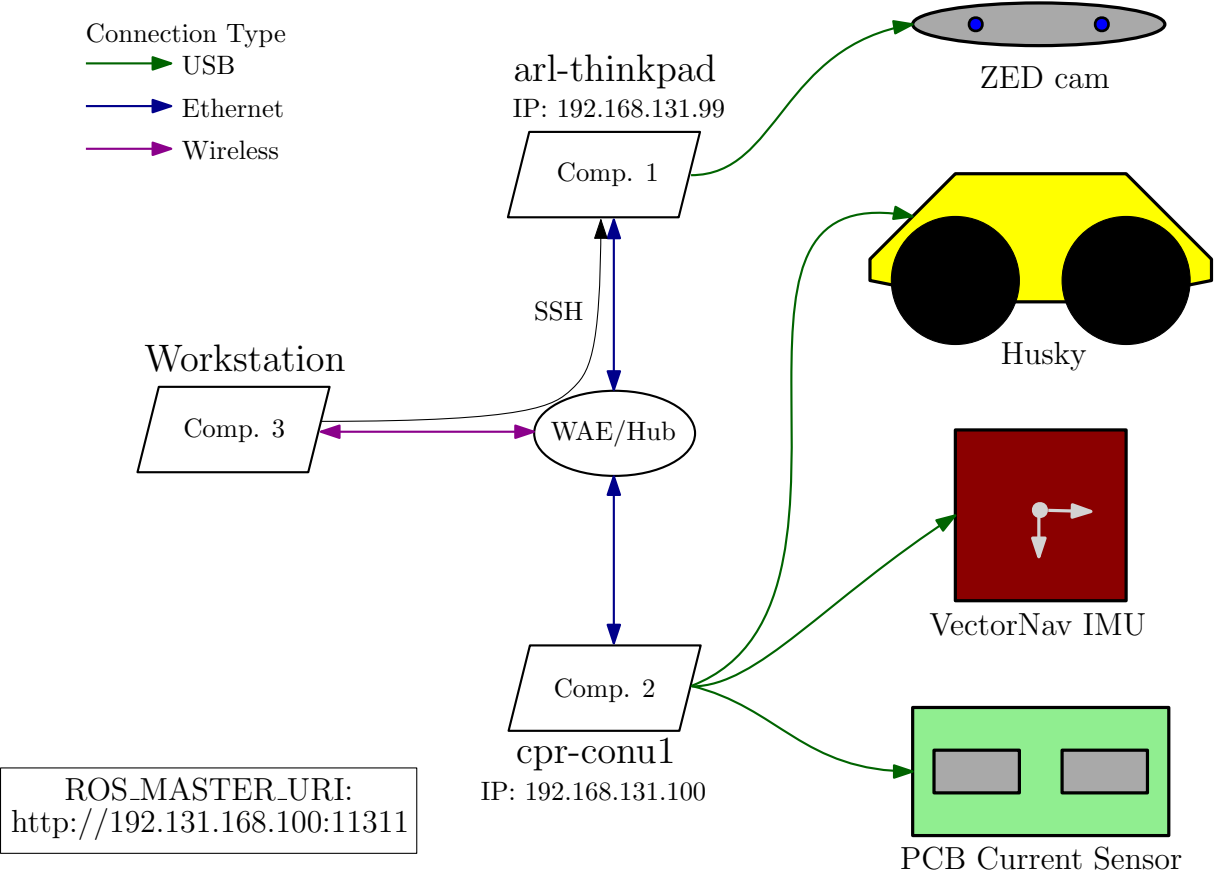 Connection Type
USB
Ethernet
Wireless
arl-thinkpad
IP: 192.168.131.99
Comp. 1
ZED cam
SSH
Husky
Workstation
Comp. 3
WAE/Hub
VectorNav IMU
Comp. 2
cpr-conu1
IP: 192.168.131.100
ROS_MASTER_URI:
http://192.131.168.100:11311
PCB Current Sensor